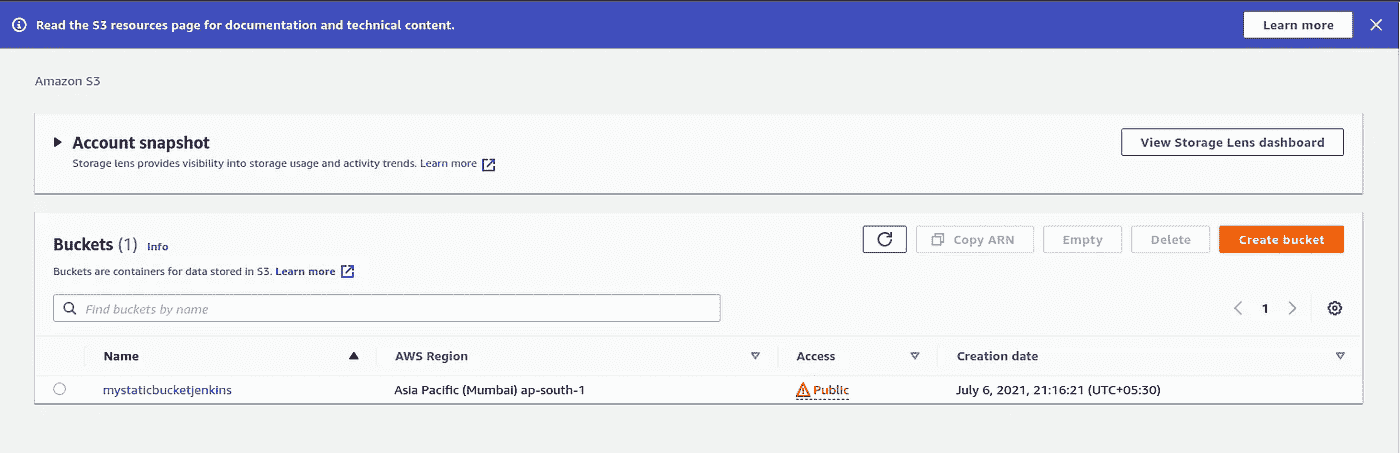 Read the S3 resources page for documentation and technical content. Learn more
Amazon S3
Account snapshot View Storage Lens dashboard
Storage lens provides visibility into storage usage and activity trends. Learn more
Buckets (1) Info Copy ARN Empty Delete Create bucket
Buckets are containers for data stored in S3. Learn more
Find buckets by name 1
Name AWS Region Access Creation date
mystaticbucketjenkins Asia Pacific (Mumbai) ap-south-1 Public July 6, 2021, 21:16:21 (UTC+05:30)